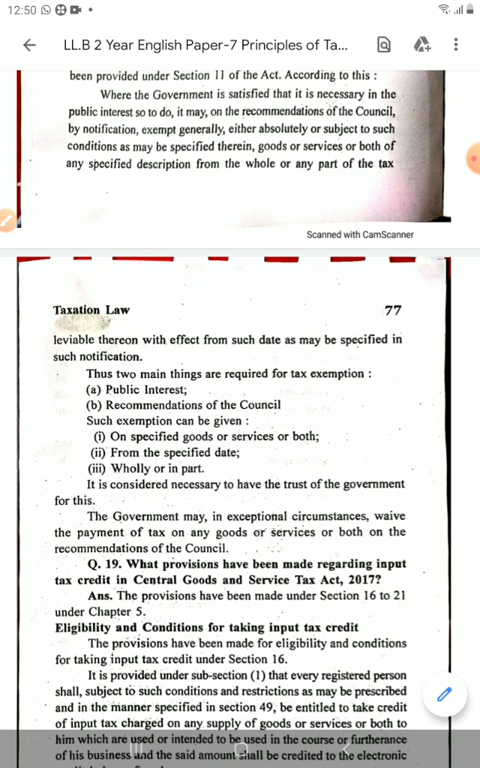 12:50
LL.B 2 Year English Paper-7 Principles of Ta...
been provided under Section 11 of the Act. According to this :
Where the Government is satisfied that it is necessary in the
public interest so to do, it may, on the recommendations of the Council,
by notification, exempt generally, either absolutely or subject to such
conditions as may be specified therein, goods or services or both of
any specified description from the whole or any part of the tax
Scanned with CamScanner
Taxation Law 77
leviable thereon with effect from such date as may be specified in
such notification.
Thus two main things are required for tax exemption :
(a) Public Interest;
(b) Recommendations of the Council
Such exemption can be given :
(i) On specified goods or services or both;
(ii) From the specified date;
(iii) Wholly or in part.
It is considered necessary to have the trust of the government
for this.
The Government may, in exceptional circumstances, waive
the payment of tax on any goods or services or both on the
recommendations of the Council.
Q. 19. What provisions have been made regarding input
tax credit in Central Goods and Service Tax Act, 2017?
Ans. The provisions have been made under Section 16 to 21
under Chapter 5.
Eligibility and Conditions for taking input tax credit
The provisions have been made for eligibility and conditions
for taking input tax credit under Section 16.
It is provided under sub-section (1) that every registered person
shall, subject to such conditions and restrictions as may be prescribed
and in the manner specified in section 49, be entitled to take credit
of input tax charged on any supply of goods or services or both to
him which are used or intended to be used in the course or furtherance
of his business and the said amount shall be credited to the electronic